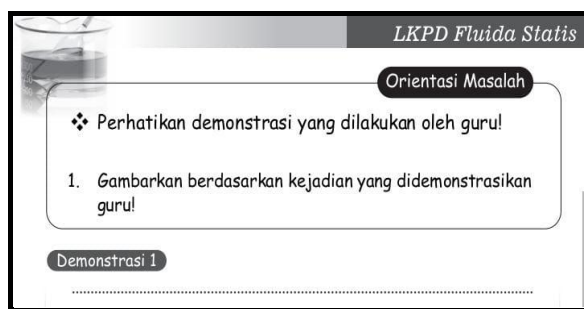 LKPD Fluida Statis
Orientasi Masalah
❖ Perhatikan demonstrasi yang dilakukan oleh guru!
1. Gambarkan berdasarkan kejadian yang didemonstrasikan
guru!
Demonstrasi 1
....................................................................................................